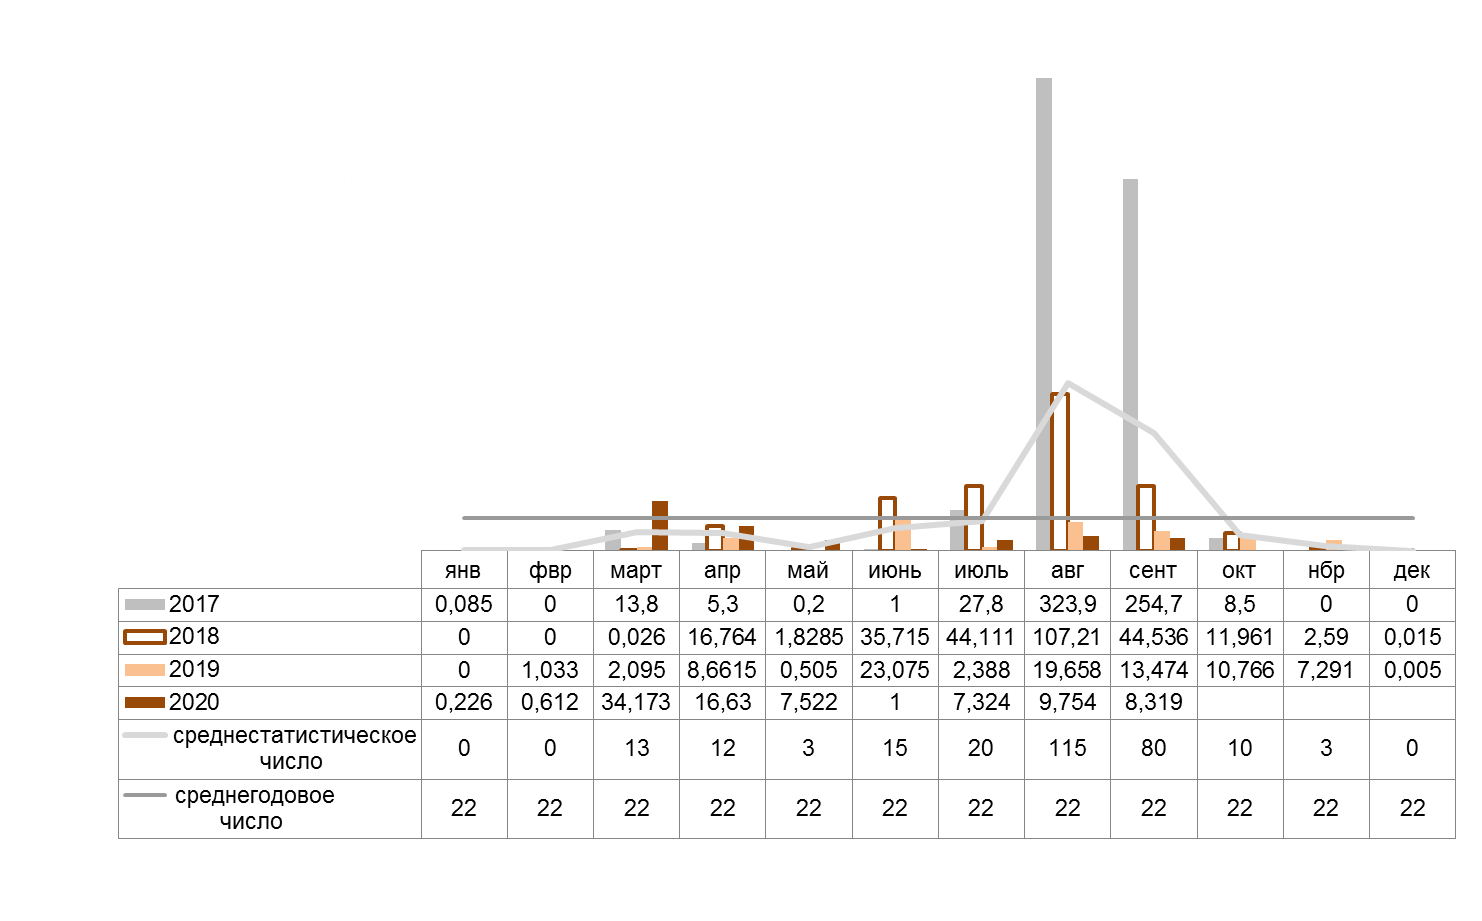 янв фвр март апр май июнь июль авг сент окт нбр дек
2017 0,085 0 13,8 5,3 0,2 1 27,8 323,9 254,7 8,5 0 0
2018 0 0 0,026 16,764 1,8285 35,715 44,111 107,21 44,536 11,961 2,59 0,015
2019 0 1,033 2,095 8,6615 0,505 23,075 2,388 19,658 13,474 10,766 7,291 0,005
2020 0,226 0,612 34,173 16,63 7,522 1 7,324 9,754 8,319
среднестатистическое
число 0 0 13 12 3 15 20 115 80 10 3 0
среднегодовое
число 22 22 22 22 22 22 22 22 22 22 22 22